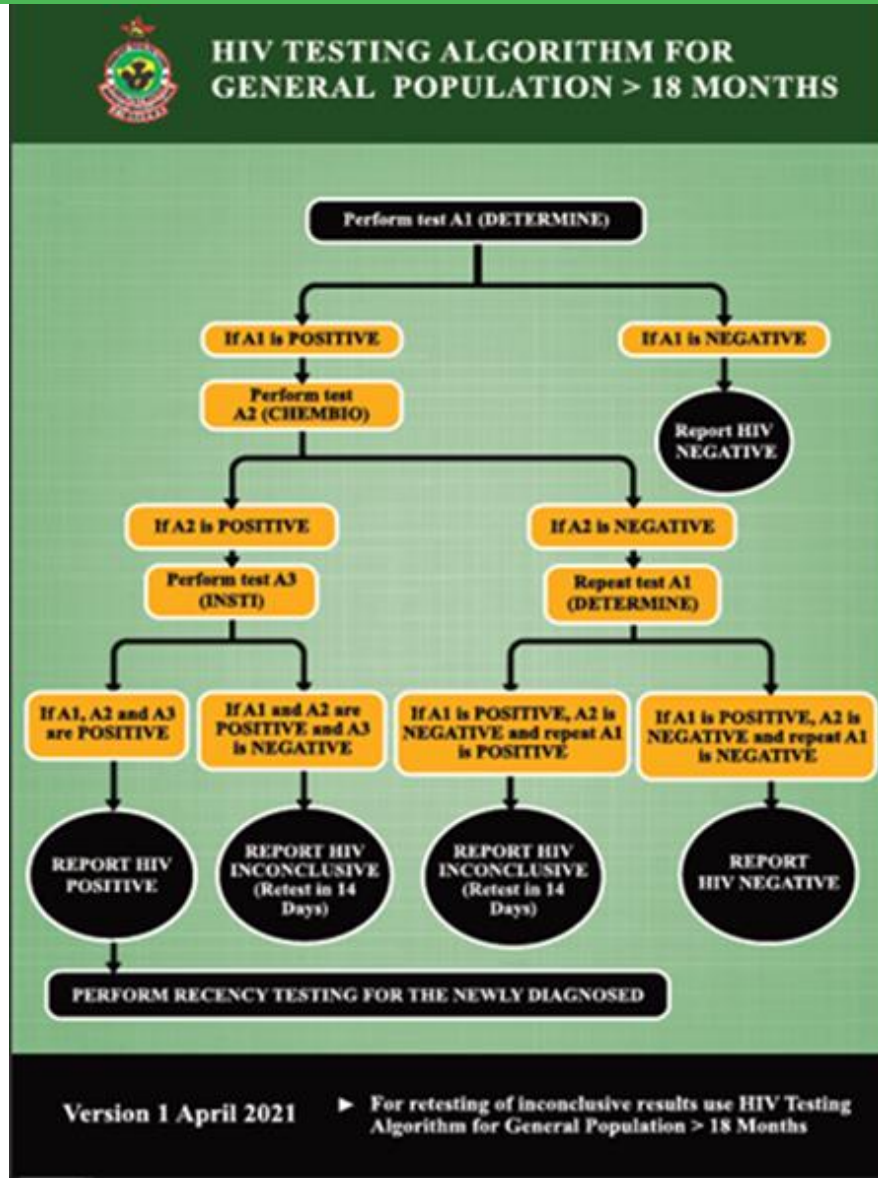 HIV TESTING ALGORITHM FOR
GENERAL POPULATION > 18 MONTHS
Perform test A1 (DETERMINE)
If A1 is POSITIVE
If A1 is NEGATIVE
Perform test
A2 (CHEMBIO)
Report HIV
NEGATIVE
If A2 is POSITIVE
If A2 is NEGATIVE
Perform test A3
(INSTI)
Repeat test A1
(DETERMINE)
If A1, A2 and A3
are POSITIVE
If A1 and A2 are
POSITIVE and A3
is NEGATIVE
If A1 is POSITIVE, A2 is
NEGATIVE and repeat A1
is POSITIVE
If A1 is POSITIVE, A2 is
NEGATIVE and repeat A1
is NEGATIVE
REPORT HIV
POSITIVE
REPORT HIV
INCONCLUSIVE
(Retest in 14
Days)
REPORT HIV
INCONCLUSIVE
(Retest in 14
Days)
REPORT
HIV NEGATIVE
PERFORM RECENCY TESTING FOR THE NEWLY DIAGNOSED
Version 1 April 2021
► For retesting of inconclusive results use HIV Testing
Algorithm for General Population > 18 Months